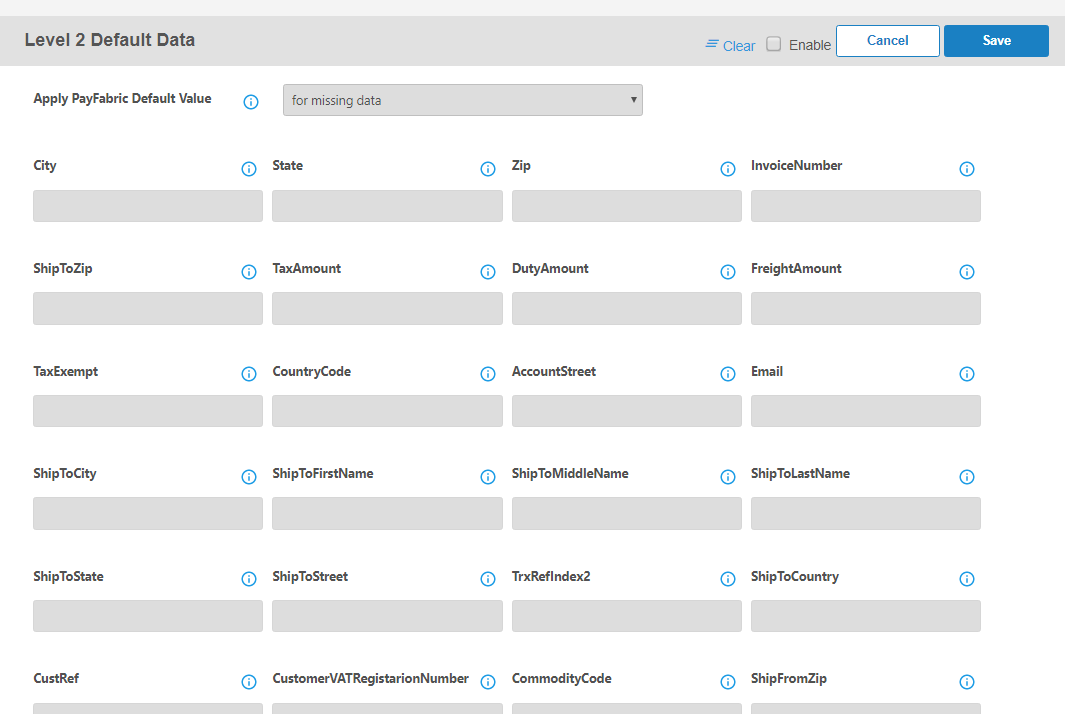 Level 2 Default Data
Clear Enable Cancel Save
Apply PayFabric Default Value for missing data
City State Zip InvoiceNumber
ShipToZip TaxAmount DutyAmount FreightAmount
TaxExempt CountryCode AccountStreet Email
ShipToCity ShipToFirstName ShipToMiddleName ShipToLastName
ShipToState ShipToStreet TrxRefIndex2 ShipToCountry
CustRef CustomerVATRegistarionNumber CommodityCode ShipFromZip